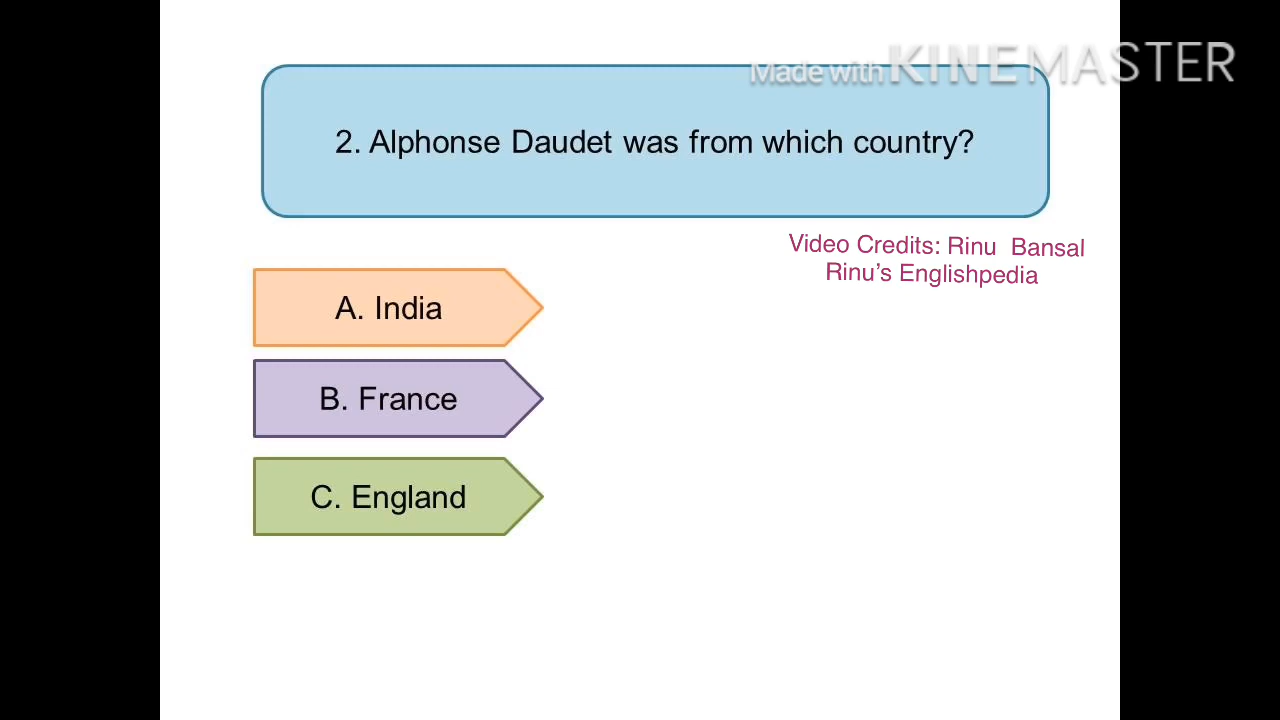 Made with KINEMASTER
2. Alphonse Daudet was from which country?
Video Credits: Rinu Bansal
Rinu's Englishpedia
A. India
B. France
C. England